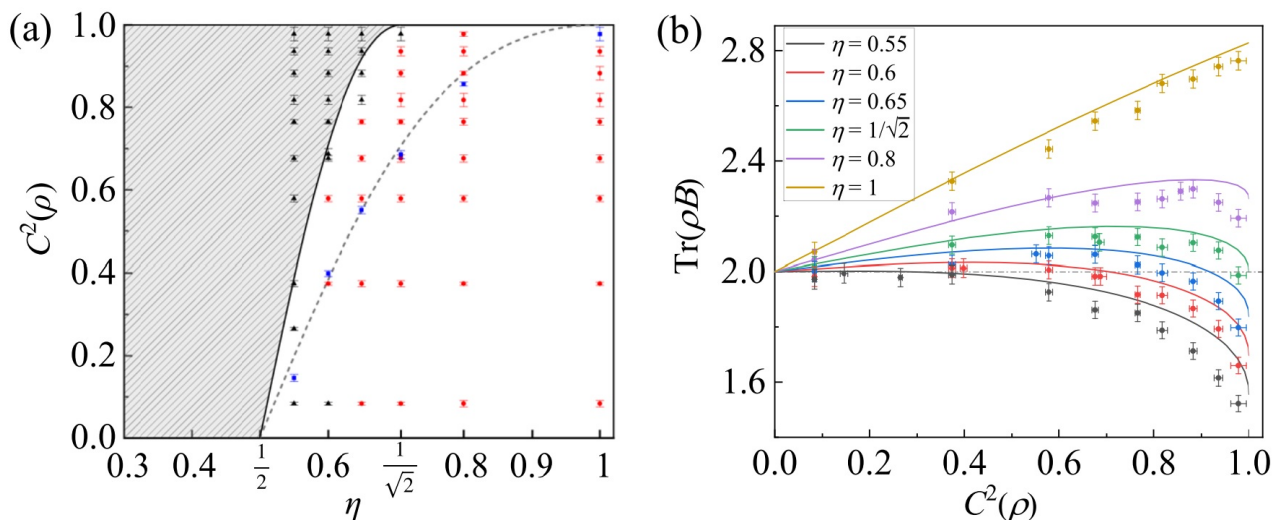 (a)
1.0
0.8
0.6
0.4
0.2
0.0
C²(ρ)
0.3 0.4 1/2 0.6 1/√2 0.8 0.9 1
η
(b)
2.8
2.4
2.0
1.6
Tr(ρB)
η = 0.55
η = 0.6
η = 0.65
η = 1/√2
η = 0.8
η = 1
0.0 0.2 0.4 0.6 0.8 1.0
C²(ρ)